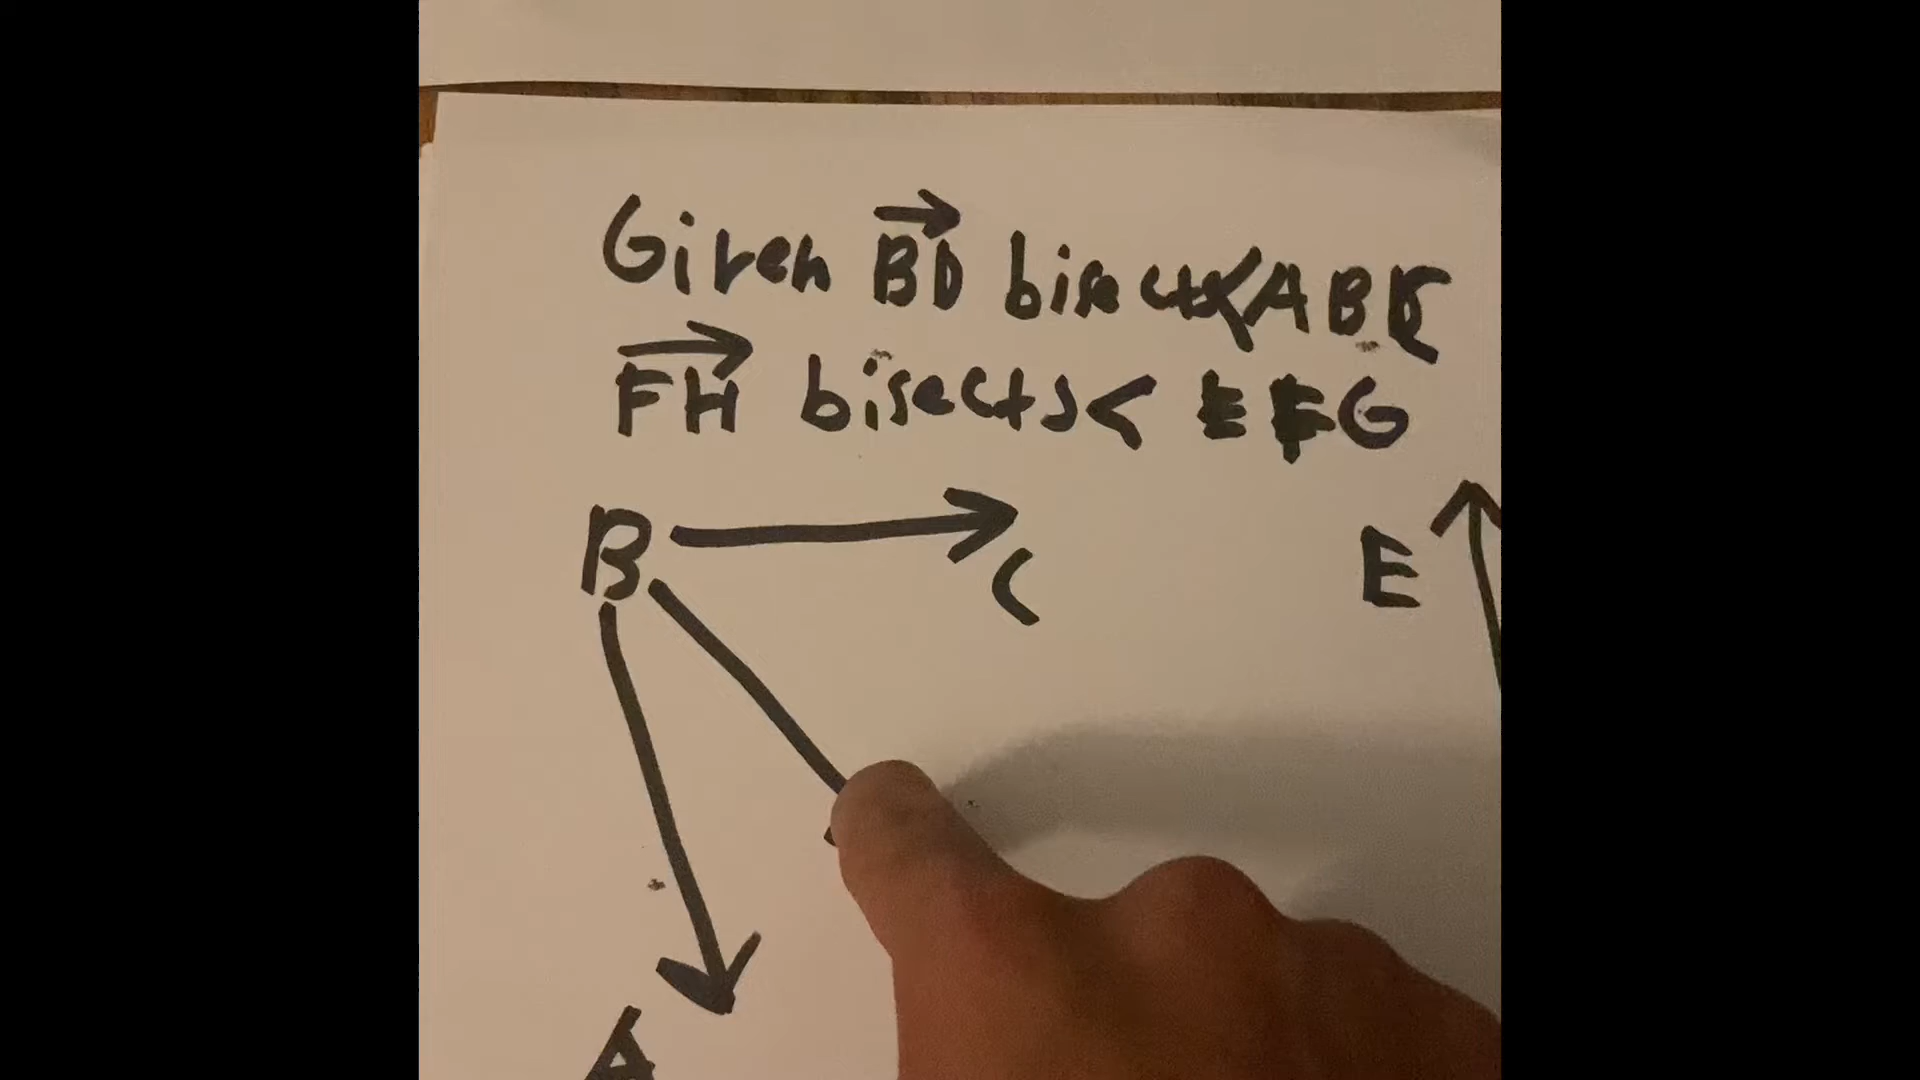 Given BD bisects <ABC
FH bisects < EFG
B
C
E
A